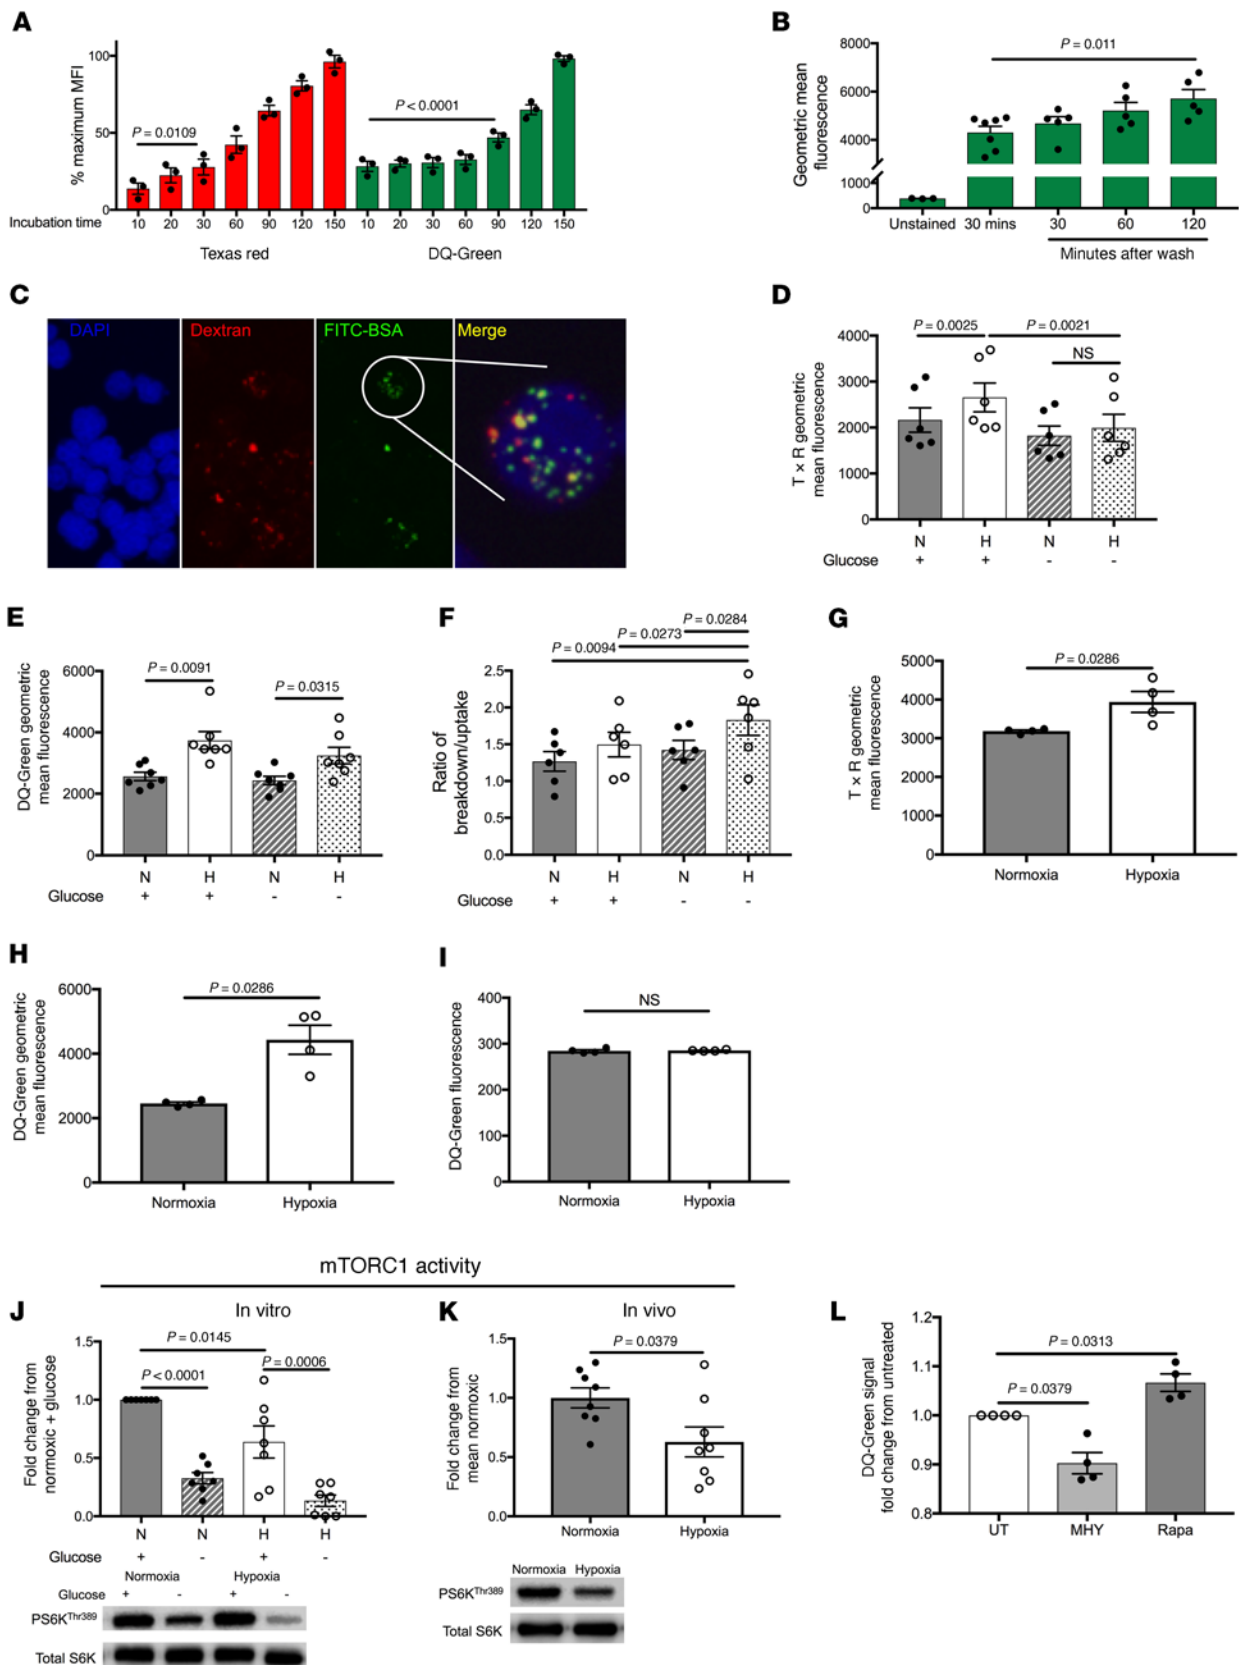 A
% maximum MFI
100
50
0
P = 0.0109
P < 0.0001
Incubation time
10 20 30 60 90 120 150 10 20 30 60 90 120 150
Texas red DQ-Green
B
Geometric mean
fluorescence
8000
6000
4000
1000
0
P = 0.011
Unstained 30 mins 30 60 120
Minutes after wash
C
DAPI Dextran FITC-BSA Merge
D
T × R geometric
mean fluorescence
4000
3000
2000
1000
0
P = 0.0025 P = 0.0021
NS
N H N H
Glucose + + - -
E
DQ-Green geometric
mean fluorescence
6000
4000
2000
0
P = 0.0091
P = 0.0315
N H N H
Glucose + + - -
F
Ratio of
breakdown/uptake
2.5
2.0
1.5
1.0
0.5
0.0
P = 0.0284
P = 0.0273
P = 0.0094
N H N H
Glucose + + - -
G
T × R geometric
mean fluorescence
5000
4000
3000
2000
1000
0
P = 0.0286
Normoxia Hypoxia
H
DQ-Green geometric
mean fluorescence
6000
4000
2000
0
P = 0.0286
Normoxia Hypoxia
I
DQ-Green fluorescence
400
300
200
100
0
NS
Normoxia Hypoxia
mTORC1 activity
J
In vitro
Fold change from
normoxic + glucose
1.5
1.0
0.5
0.0
P = 0.0145
P < 0.0001
P = 0.0006
N N H H
Glucose + - + -
Normoxia Hypoxia
Glucose + - + -
PS6KThr389
Total S6K
K
In vivo
Fold change from
mean normoxic
1.5
1.0
0.5
0.0
P = 0.0379
Normoxia Hypoxia
Normoxia Hypoxia
PS6KThr389
Total S6K
L
DQ-Green signal
fold change from untreated
1.2
1.1
1.0
0.9
0.8
P = 0.0313
P = 0.0379
UT MHY Rapa